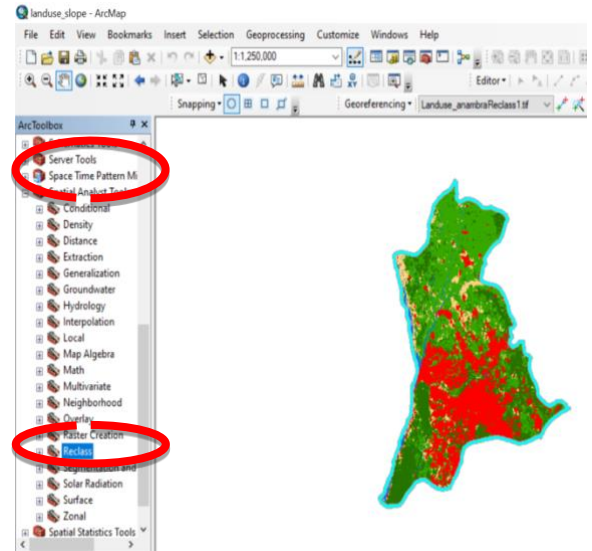 landuse_slope - ArcMap
File Edit View Bookmarks Insert Selection Geoprocessing Customize Windows Help
1:1,250,000
Editor
Snapping Georeferencing Landuse_anambraReclass1.tif
ArcToolbox
Server Tools
Space Time Pattern Mi
Spatial Analyst Tool
Conditional
Density
Distance
Extraction
Generalization
Groundwater
Hydrology
Interpolation
Local
Map Algebra
Math
Multivariate
Neighborhood
Overlay
Raster Creation
Reclass
Segmentation and
Solar Radiation
Surface
Zonal
Spatial Statistics Tools